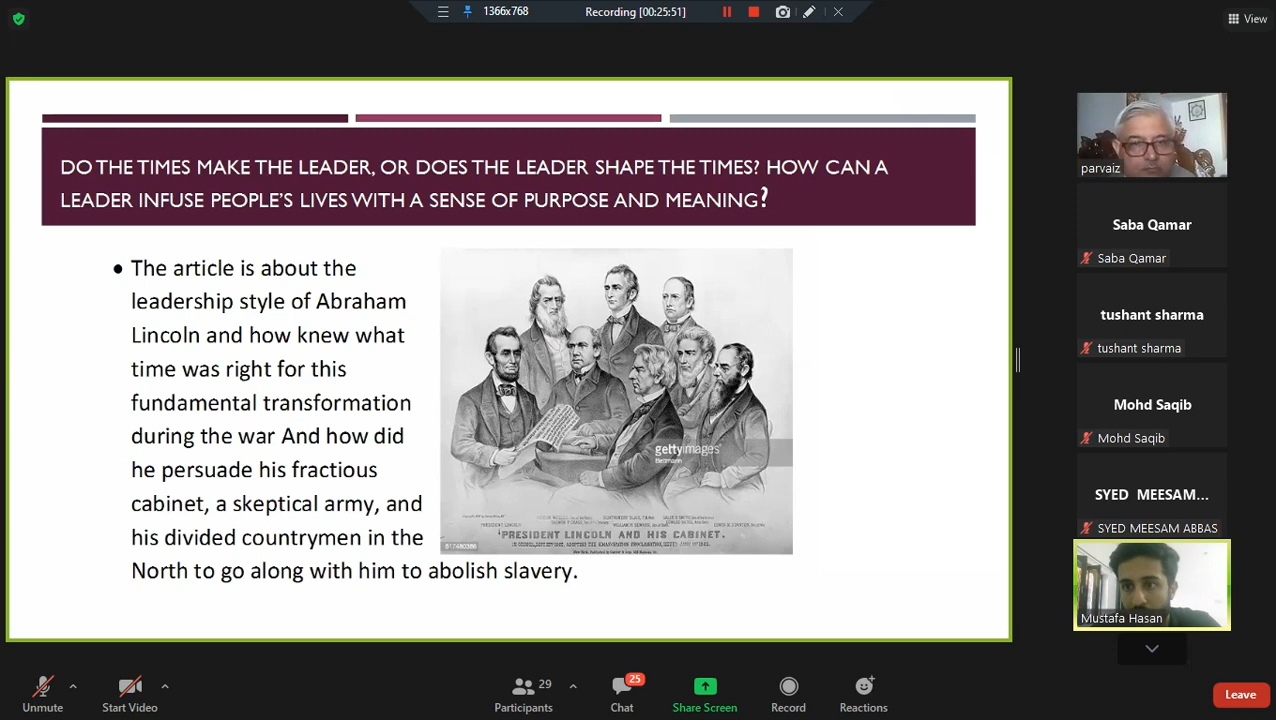 1366x768
Recording [00:25:51]
View
DO THE TIMES MAKE THE LEADER, OR DOES THE LEADER SHAPE THE TIMES? HOW CAN A
LEADER INFUSE PEOPLE'S LIVES WITH A SENSE OF PURPOSE AND MEANING?
• The article is about the
leadership style of Abraham
Lincoln and how knew what
time was right for this
fundamental transformation
during the war And how did
he persuade his fractious
cabinet, a skeptical army, and
his divided countrymen in the
North to go along with him to abolish slavery.
gettyimages
Bettmann
PRESIDENT LINCOLN
PRESIDENT LINCOLN AND HIS CABINET.
517480386
parvaiz
Saba Qamar
Saba Qamar
tushant sharma
tushant sharma
Mohd Saqib
Mohd Saqib
SYED MEESAM...
SYED MEESAM ABBAS
Mustafa Hasan
Unmute
Start Video
29
Participants
25
Chat
Share Screen
Record
Reactions
Leave